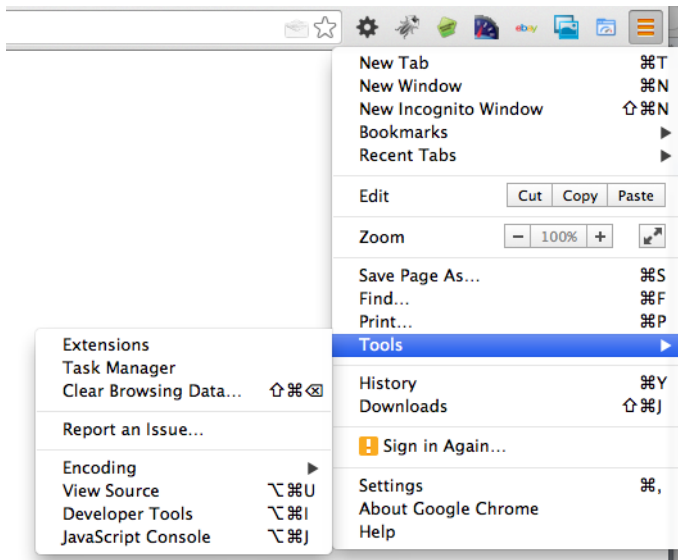 ebay
New Tab ⌘T
New Window ⌘N
New Incognito Window ⇧⌘N
Bookmarks ▶
Recent Tabs ▶
Edit Cut Copy Paste
Zoom − 100% +
Save Page As... ⌘S
Find... ⌘F
Print... ⌘P
Tools ▶
History ⌘Y
Downloads ⇧⌘J
Sign in Again...
Settings ⌘,
About Google Chrome
Help
Extensions
Task Manager
Clear Browsing Data... ⇧⌘⌫
Report an Issue...
Encoding ▶
View Source ⌥⌘U
Developer Tools ⌥⌘I
JavaScript Console ⌥⌘J